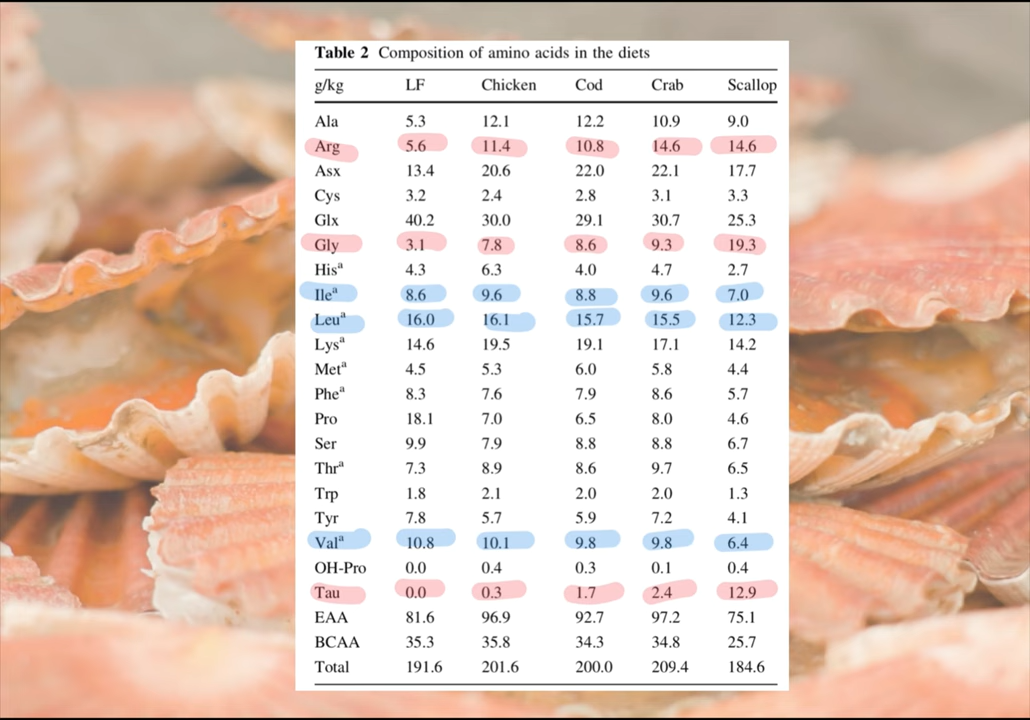 Table 2 Composition of amino acids in the diets
g/kg LF Chicken Cod Crab Scallop
Ala 5.3 12.1 12.2 10.9 9.0
Arg 5.6 11.4 10.8 14.6 14.6
Asx 13.4 20.6 22.0 22.1 17.7
Cys 3.2 2.4 2.8 3.1 3.3
Glx 40.2 30.0 29.1 30.7 25.3
Gly 3.1 7.8 8.6 9.3 19.3
Hisᵃ 4.3 6.3 4.0 4.7 2.7
Ileᵃ 8.6 9.6 8.8 9.6 7.0
Leuᵃ 16.0 16.1 15.7 15.5 12.3
Lysᵃ 14.6 19.5 19.1 17.1 14.2
Metᵃ 4.5 5.3 6.0 5.8 4.4
Pheᵃ 8.3 7.6 7.9 8.6 5.7
Pro 18.1 7.0 6.5 8.0 4.6
Ser 9.9 7.9 8.8 8.8 6.7
Thrᵃ 7.3 8.9 8.6 9.7 6.5
Trp 1.8 2.1 2.0 2.0 1.3
Tyr 7.8 5.7 5.9 7.2 4.1
Valᵃ 10.8 10.1 9.8 9.8 6.4
OH-Pro 0.0 0.4 0.3 0.1 0.4
Tau 0.0 0.3 1.7 2.4 12.9
EAA 81.6 96.9 92.7 97.2 75.1
BCAA 35.3 35.8 34.3 34.8 25.7
Total 191.6 201.6 200.0 209.4 184.6